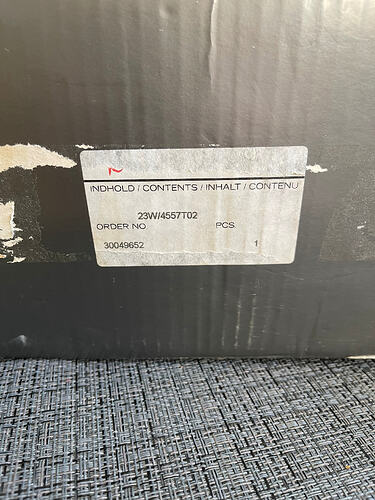 INDHOLD / CONTENTS / INHALT / CONTENU
23W/4557T02
ORDER NO PCS.
30049652 1